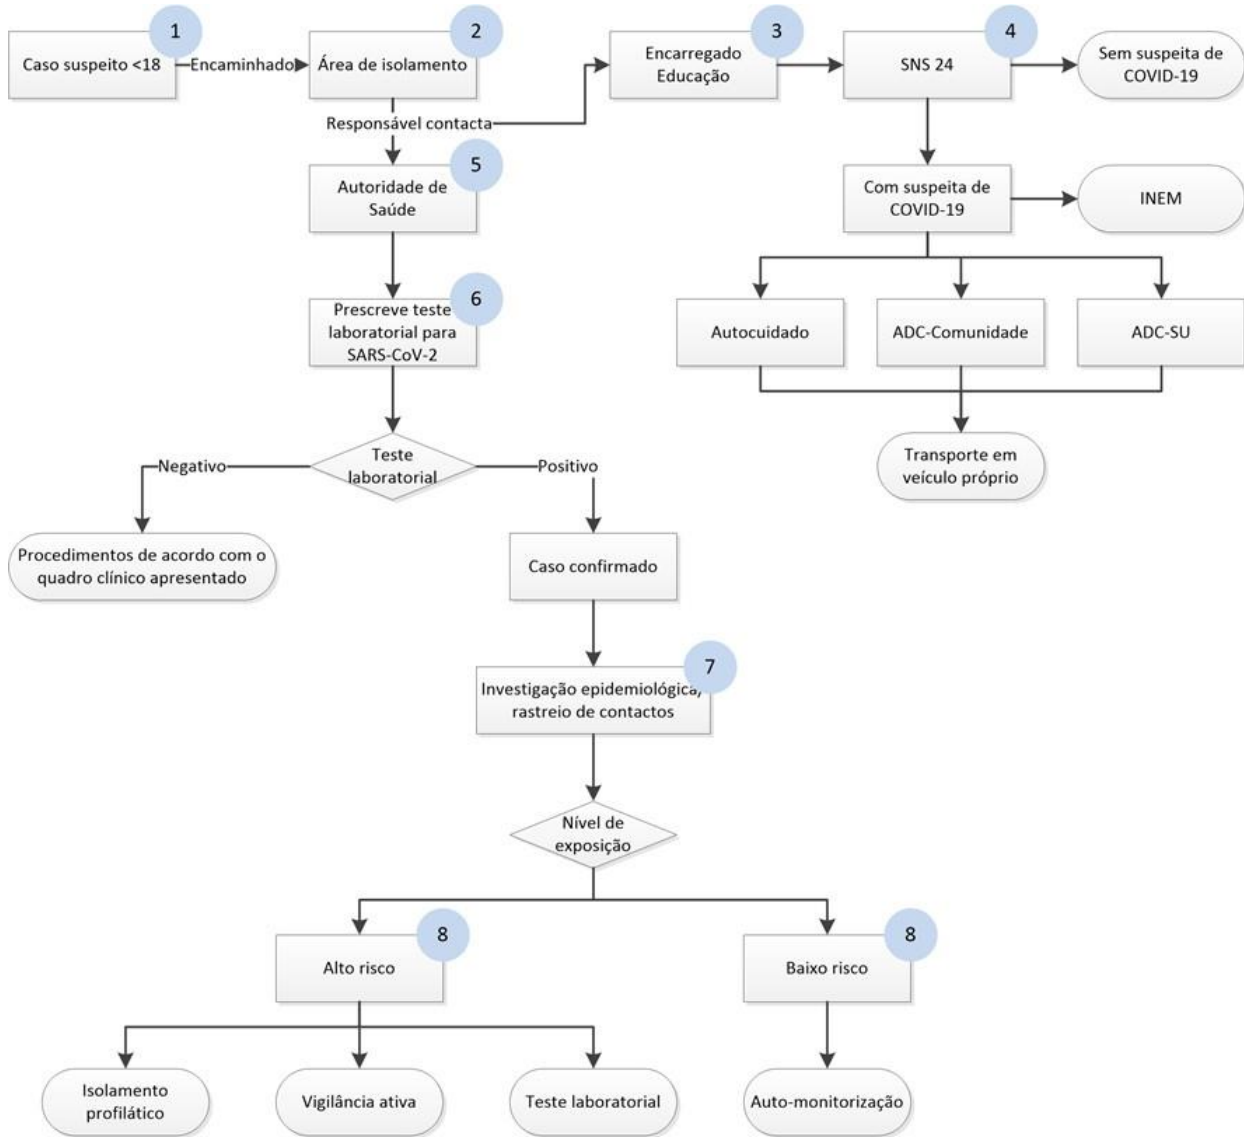 1
Caso suspeito <18
Encaminhado
2
Área de isolamento
3
Encarregado
Educação
4
SNS 24
Sem suspeita de
COVID-19
Responsável contacta
5
Autoridade de
Saúde
Com suspeita de
COVID-19
INEM
6
Prescreve teste
laboratorial para
SARS-CoV-2
Autocuidado
ADC-Comunidade
ADC-SU
Teste
laboratorial
Negativo
Positivo
Transporte em
veículo próprio
Procedimentos de acordo com o
quadro clínico apresentado
Caso confirmado
7
Investigação epidemiológica/
rastreio de contactos
Nível de
exposição
8
Alto risco
8
Baixo risco
Isolamento
profilático
Vigilância ativa
Teste laboratorial
Auto-monitorização